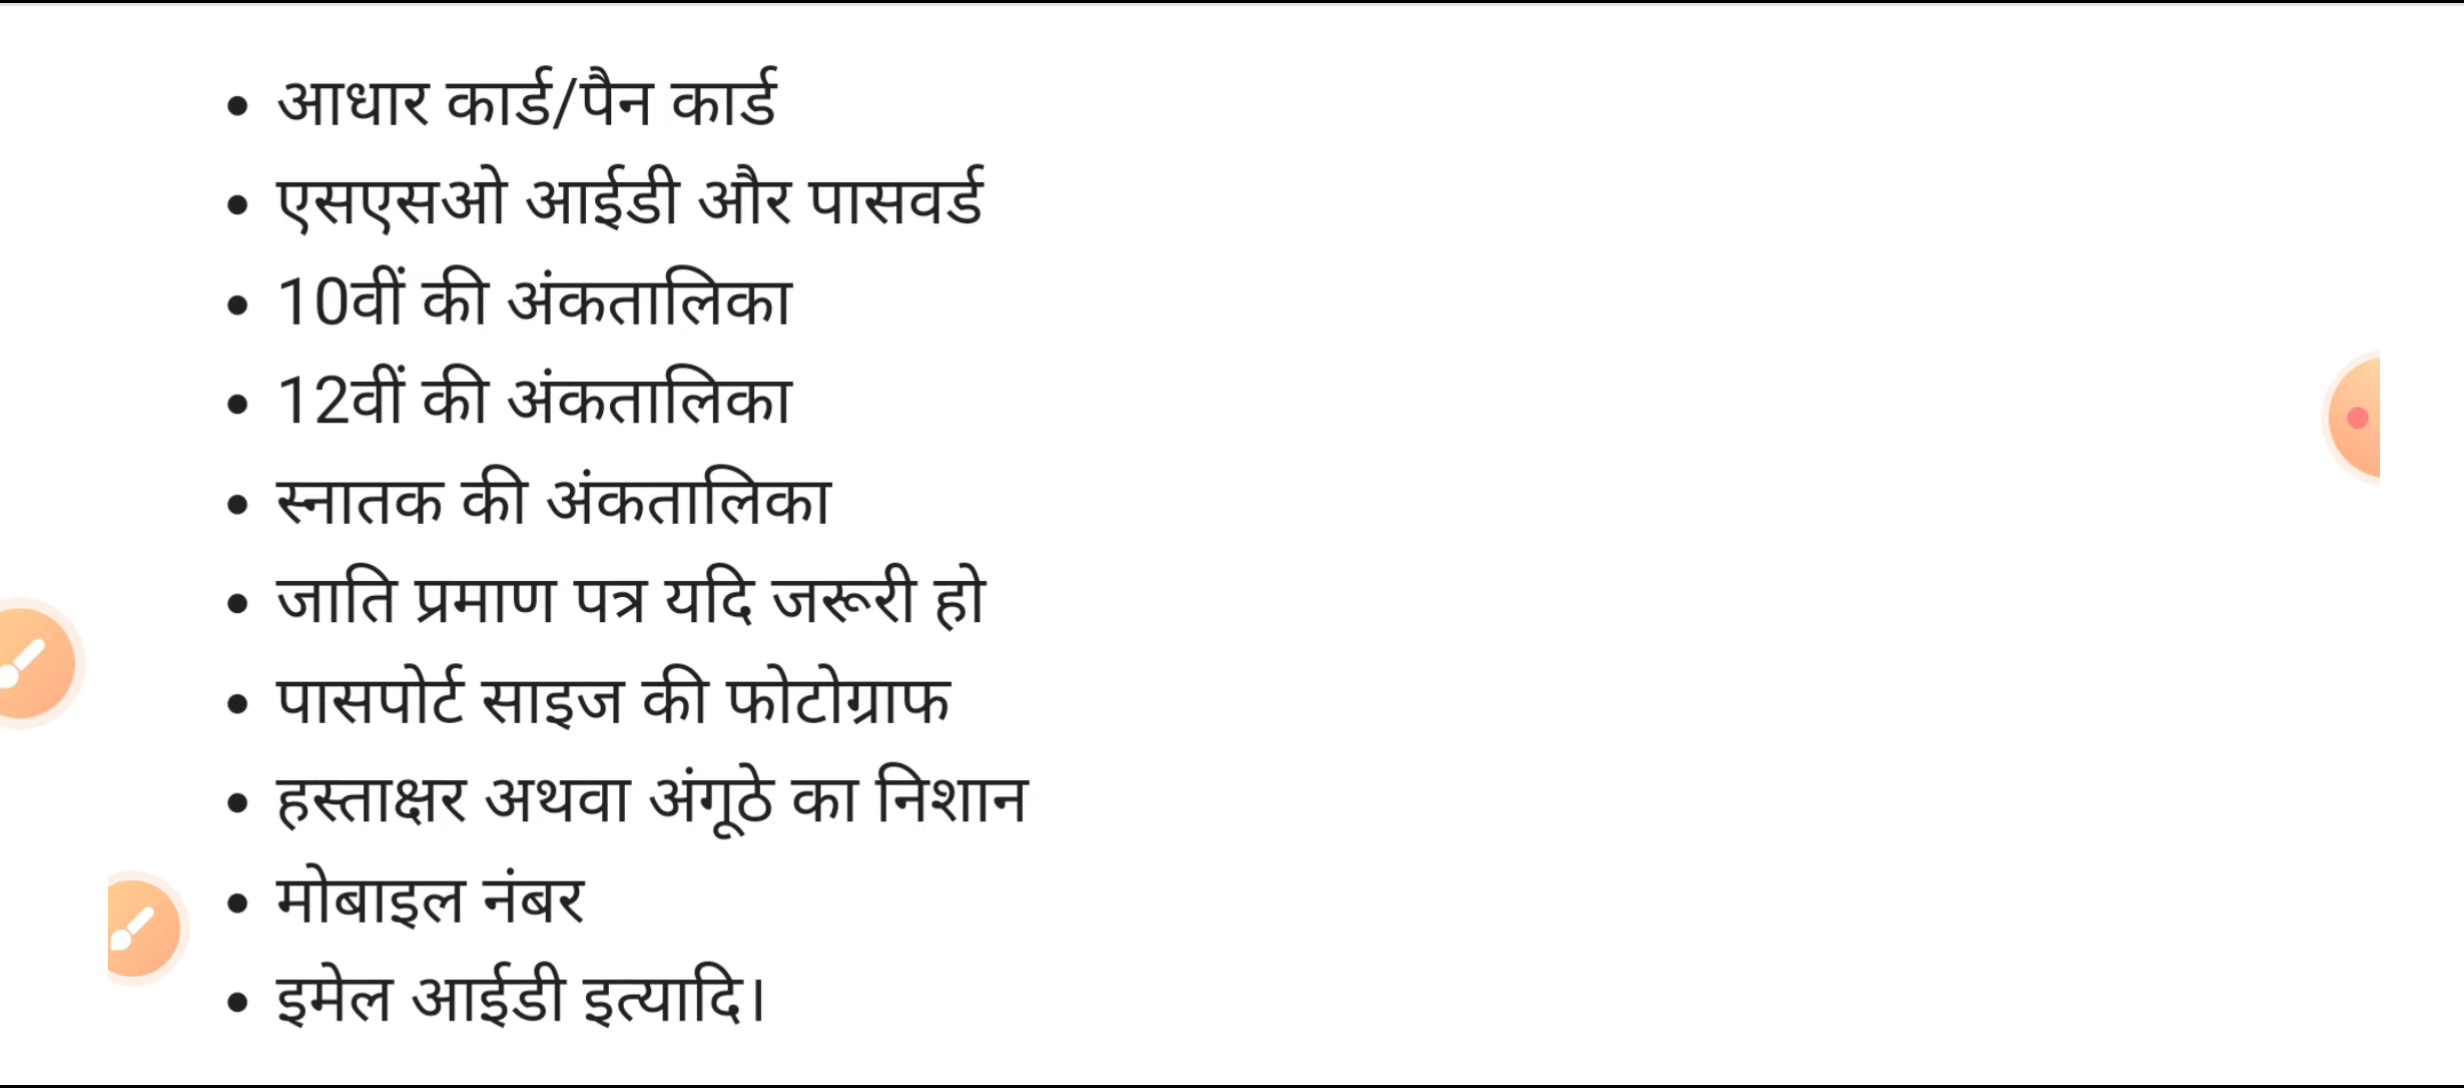 • आधार कार्ड/पैन कार्ड
• एसएसओ आईडी और पासवर्ड
• 10वीं की अंकतालिका
• 12वीं की अंकतालिका
• स्नातक की अंकतालिका
• जाति प्रमाण पत्र यदि जरूरी हो
• पासपोर्ट साइज की फोटोग्राफ
• हस्ताक्षर अथवा अंगूठे का निशान
• मोबाइल नंबर
• इमेल आईडी इत्यादि।